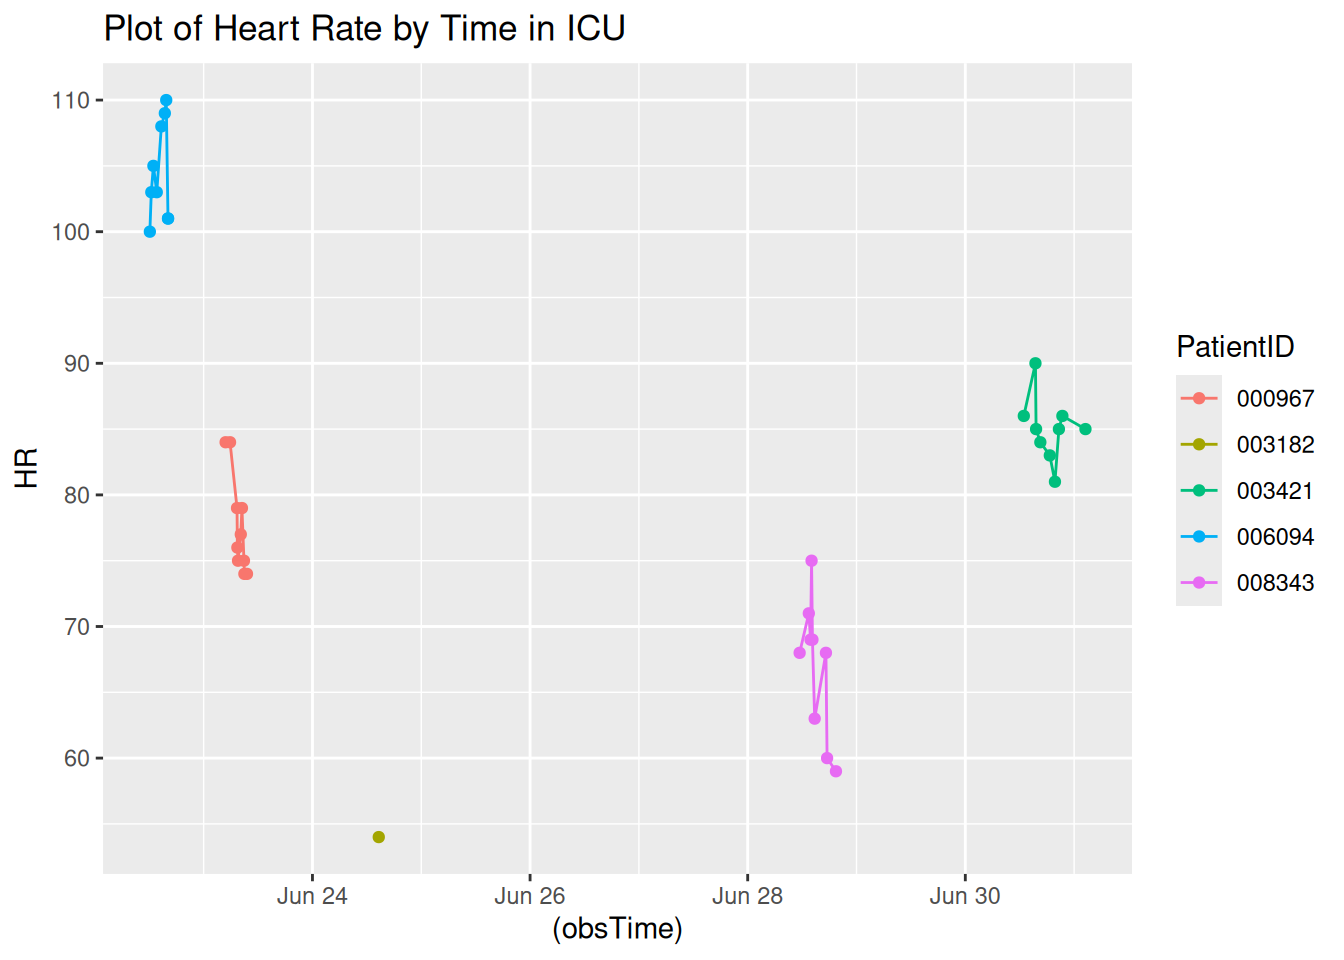 Plot of Heart Rate by Time in ICU
110
100
90
80
70
60
HR
Jun 24
Jun 26
Jun 28
Jun 30
(obsTime)
PatientID
000967
003182
003421
006094
008343